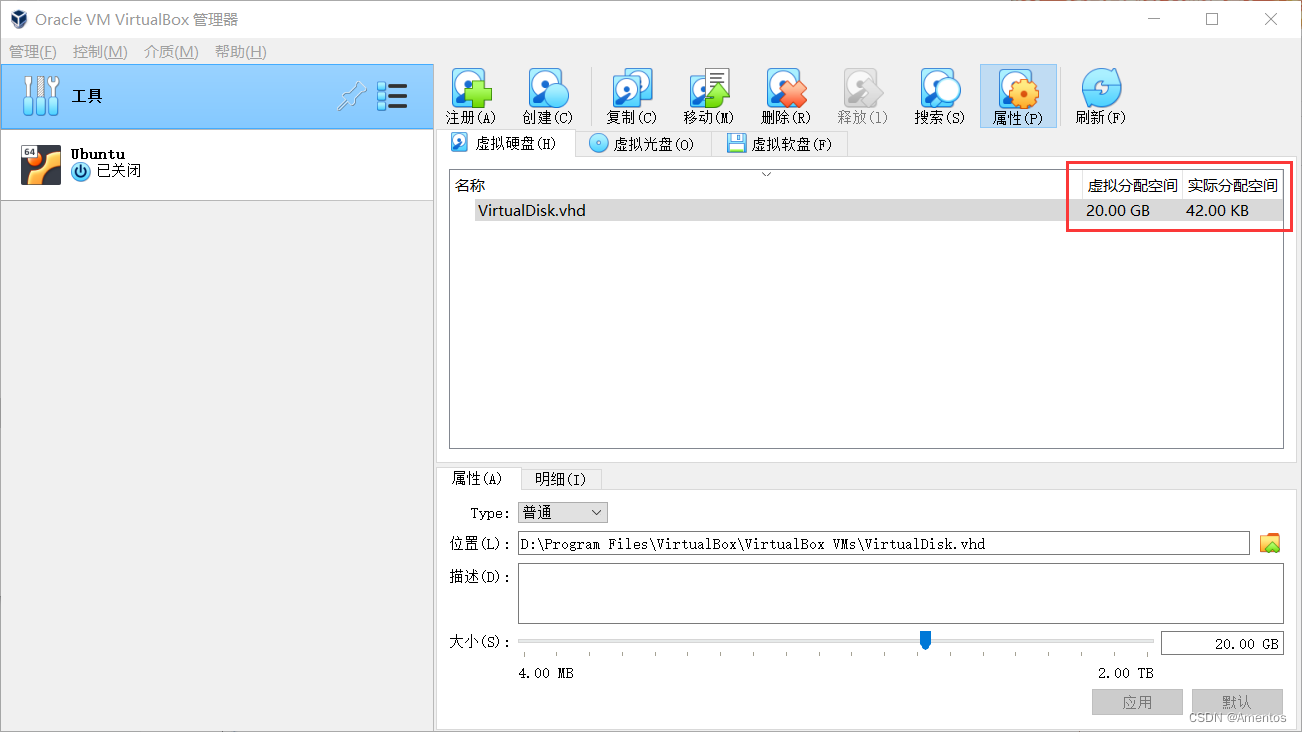 Oracle VM VirtualBox 管理器
管理(F) 控制(M) 介质(M) 帮助(H)
工具
64
Ubuntu
已关闭
注册(A) 创建(C) 复制(C) 移动(M) 删除(R) 释放(l) 搜索(S) 属性(P) 刷新(F)
虚拟硬盘(H) 虚拟光盘(O) 虚拟软盘(F)
名称 虚拟分配空间 实际分配空间
VirtualDisk.vhd 20.00 GB 42.00 KB
属性(A) 明细(I)
Type: 普通
位置(L): D:\Program Files\VirtualBox\VirtualBox VMs\VirtualDisk.vhd
描述(D):
大小(S): 20.00 GB
4.00 MB 2.00 TB
应用 默认
CSDN @Amentos